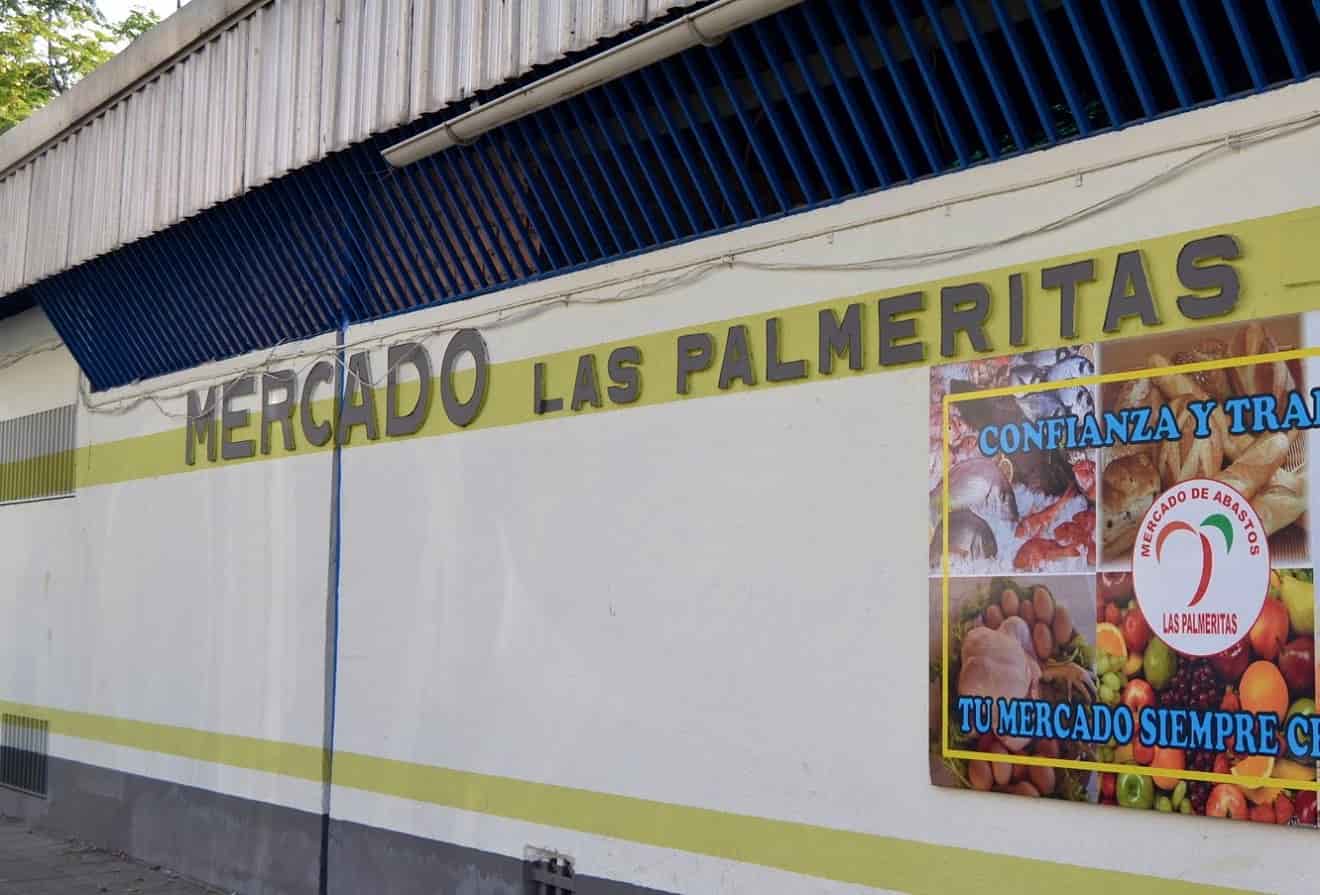 MERCADO LAS PALMERITAS
CONFIANZA Y
MERCADO DE ABASTOS
LAS PALMERITAS
TU MERCADO SIEMPRE